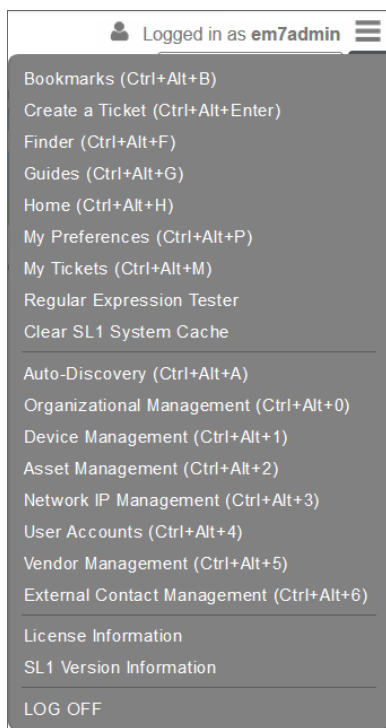 Logged in as em7admin
Bookmarks (Ctrl+Alt+B)
Create a Ticket (Ctrl+Alt+Enter)
Finder (Ctrl+Alt+F)
Guides (Ctrl+Alt+G)
Home (Ctrl+Alt+H)
My Preferences (Ctrl+Alt+P)
My Tickets (Ctrl+Alt+M)
Regular Expression Tester
Clear SL1 System Cache
Auto-Discovery (Ctrl+Alt+A)
Organizational Management (Ctrl+Alt+0)
Device Management (Ctrl+Alt+1)
Asset Management (Ctrl+Alt+2)
Network IP Management (Ctrl+Alt+3)
User Accounts (Ctrl+Alt+4)
Vendor Management (Ctrl+Alt+5)
External Contact Management (Ctrl+Alt+6)
License Information
SL1 Version Information
LOG OFF